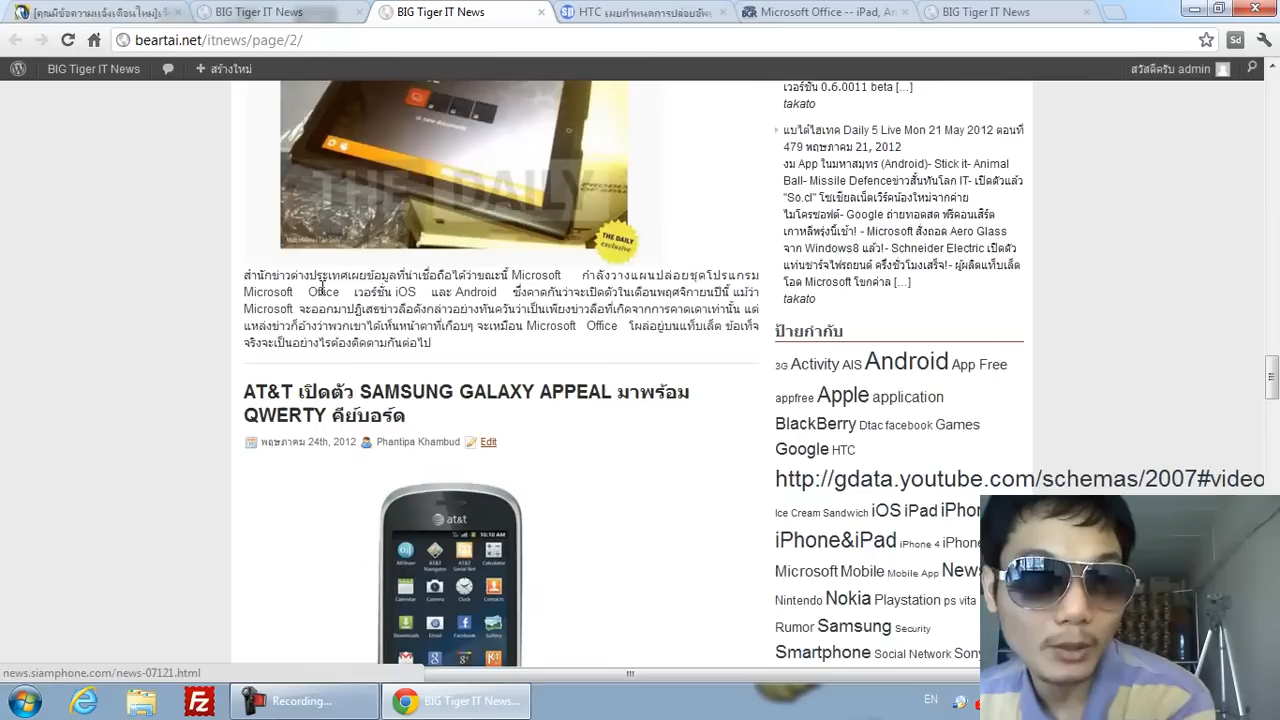 [คุณมีข้อความแจ้งเตือนใหม่]
BIG Tiger IT News
BIG Tiger IT News
HTC เผยกำหนดการปล่อยอัพ
Microsoft Office -- iPad, An
BIG Tiger IT News
beartai.net/itnews/page/2/
BIG Tiger IT News
+ สร้างใหม่
สวัสดีครับ admin
THE DAILY
THE DAILY exclusive
สำนักข่าวต่างประเทศเผยข้อมูลที่น่าเชื่อถือได้ว่าขณะนี้ Microsoft กำลังวางแผนปล่อยชุดโปรแกรม
Microsoft Office เวอร์ชั่น iOS และ Android ซึ่งคาดกันว่าจะเปิดตัวในเดือนพฤศจิกายนปีนี้ แม้ว่า
Microsoft จะออกมาปฏิเสธข่าวลือดังกล่าวอย่างทันควันว่าเป็นเพียงข่าวลือที่เกิดจากการคาดเดาเท่านั้น แต่
แหล่งข่าวก็อ้างว่าพวกเขาได้เห็นหน้าตาที่เกือบๆ จะเหมือน Microsoft Office โผล่อยู่บนแท็บเล็ต ข้อเท็จ
จริงจะเป็นอย่างไรต้องติดตามกันต่อไป
AT&T เปิดตัว SAMSUNG GALAXY APPEAL มาพร้อม
QWERTY คีย์บอร์ด
พฤษภาคม 24th, 2012 Phantipa Khambud Edit
at&t
10:10 AM
เวอร์ชั่น 0.6.0011 beta […]
takato
แบไต๋ไฮเทค Daily 5 Live Mon 21 May 2012 ตอนที่
479 พฤษภาคม 21, 2012
งม App ในมหาสมุทร (Android)- Stick it- Animal
Ball- Missile Defenceข่าวสั้นทันโลก IT- เปิดตัวแล้ว
"So.cl" โซเชียลเน็ตเวิร์คน้องใหม่จากค่าย
ไมโครซอฟต์- Google ถ่ายทอดสด ฟรีคอนเสิร์ต
เกาหลีพรุ่งนี้เช้า! - Microsoft สั่งถอด Aero Glass
จาก Windows8 แล้ว!- Schneider Electric เปิดตัว
แท่นชาร์จไฟรถยนต์ ครึ่งชั่วโมงเสร็จ!- ผู้ผลิตแท็บเล็ต
โอด Microsoft โขกค่าล […]
takato
ป้ายกำกับ
3G Activity AIS Android App Free
appfree Apple application
BlackBerry Dtac facebook Games
Google HTC
http://gdata.youtube.com/schemas/2007#video
Ice Cream Sandwich iOS iPad
iPhone&iPad iPhone 4
Microsoft Mobile Mobile App
Nintendo Nokia Playstation ps vita
Rumor Samsung Security
Smartphone Social Network
news.siamphone.com/news-07121.html
Recording...
BIG Tiger IT News...
EN